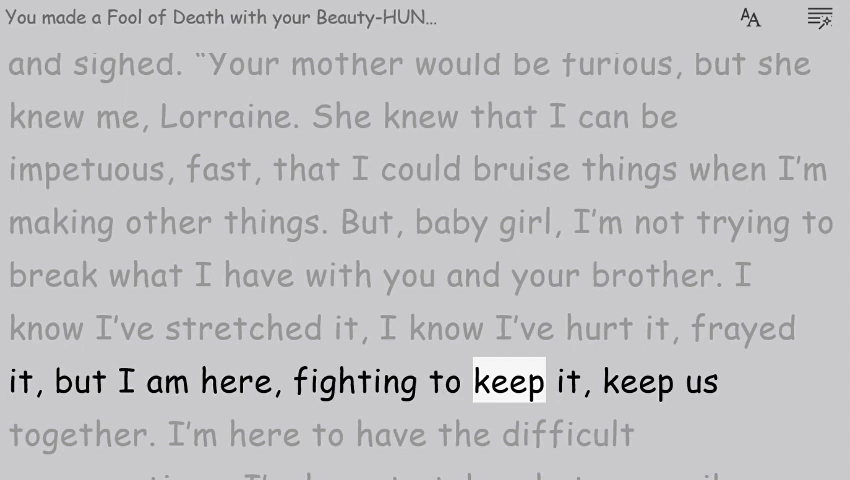 You made a Fool of Death with your Beauty-HUN...
AA
and sighed. “Your mother would be furious, but she
knew me, Lorraine. She knew that I can be
impetuous, fast, that I could bruise things when I’m
making other things. But, baby girl, I’m not trying to
break what I have with you and your brother. I
know I’ve stretched it, I know I’ve hurt it, frayed
it, but I am here, fighting to keep it, keep us
together. I’m here to have the difficult